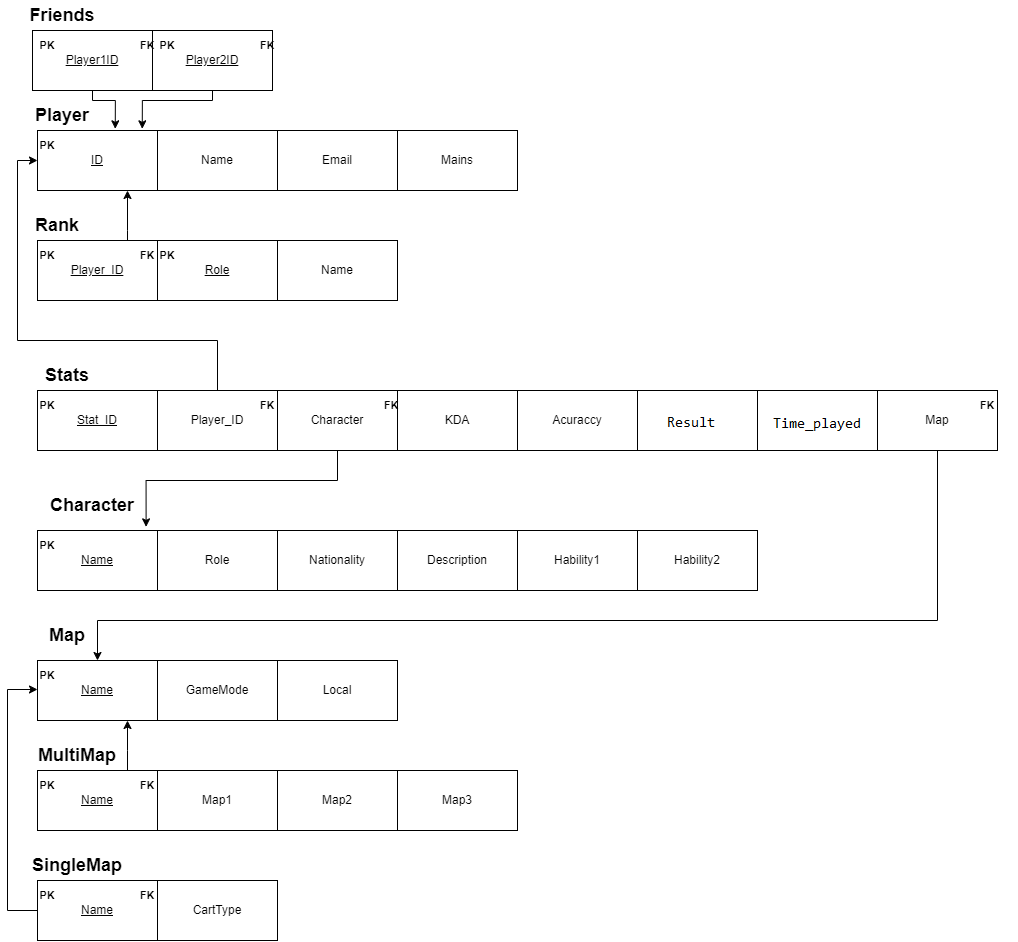 Friends
PK FK PK FK
Player1ID Player2ID
Player
PK
ID Name Email Mains
Rank
PK FK PK
Player_ID Role Name
Stats
PK FK FK FK
Stat_ID Player_ID Character KDA Acuraccy Result Time_played Map
Character
PK
Name Role Nationality Description Hability1 Hability2
Map
PK
Name GameMode Local
MultiMap
PK FK
Name Map1 Map2 Map3
SingleMap
PK FK
Name CartType